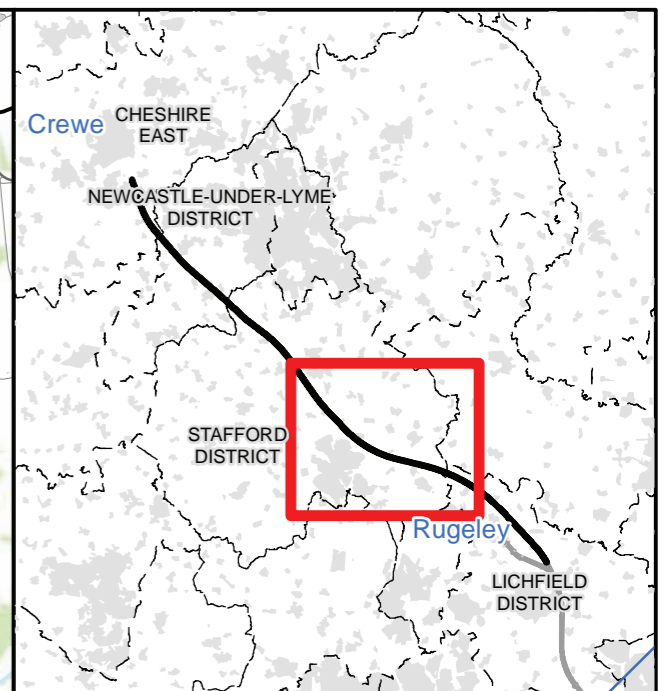 Crewe
CHESHIRE
EAST
NEWCASTLE-UNDER-LYME
DISTRICT
STAFFORD
DISTRICT
Rugeley
LICHFIELD
DISTRICT